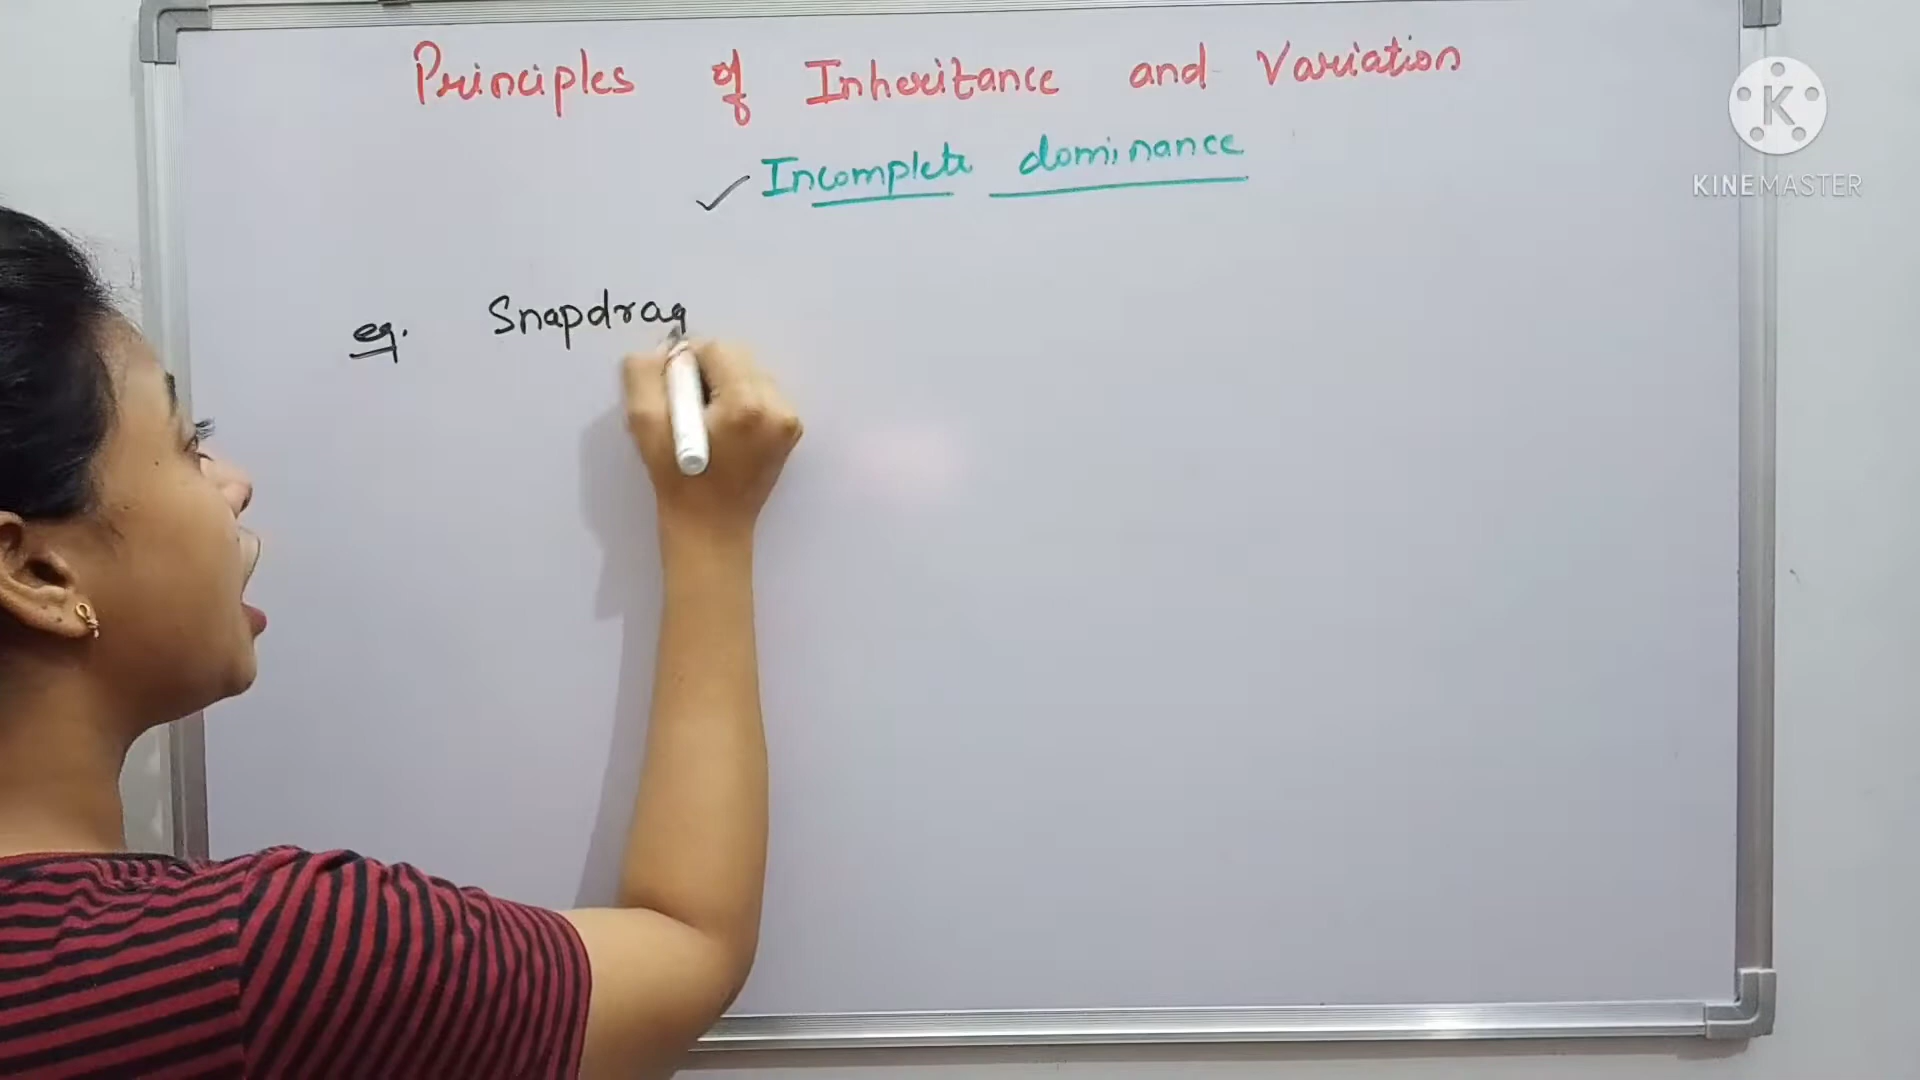 Principles of Inheritance and Variation
Incomplete dominance
eg. Snapdrag
K
KINEMASTER